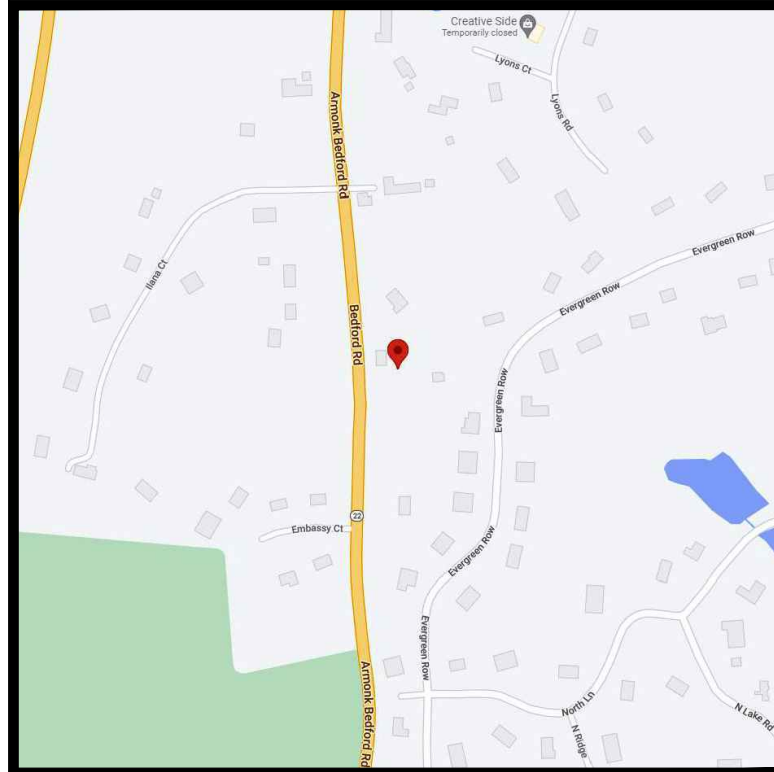 Creative Side
Temporarily closed
Lyons Ct
Lyons Rd
Armonk Bedford Rd
Evergreen Row
Ilana Ct
Evergreen Row
Bedford Rd
Evergreen Row
22
Embassy Ct
Evergreen Row
Evergreen Row
Armonk Bedford Rd
North Ln
N Lake Rd
N Ridge